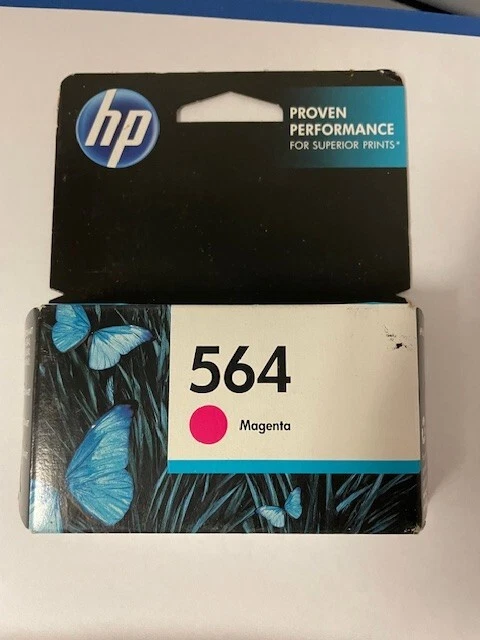 hp
PROVEN
PERFORMANCE
FOR SUPERIOR PRINTS*
564
Magenta